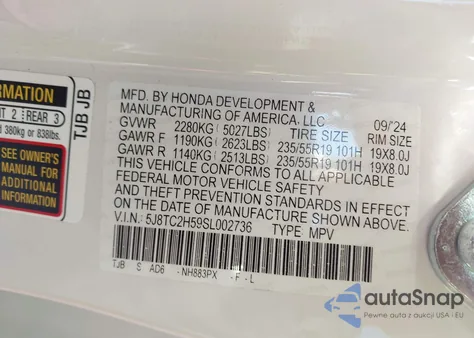 ORMATION
NT 2 REAR 3
d 380kg or 838lbs.
SEE OWNER'S
MANUAL FOR
ADDITIONAL
TJB JB
MFD. BY HONDA DEVELOPMENT &
MANUFACTURING OF AMERICA, LLC 09/24
GVWR 2280KG (5027LBS) TIRE SIZE RIM SIZE
GAWR F 1190KG (2623LBS) 235/55R19 101H 19X8.0J
GAWR R 1140KG (2513LBS) 235/55R19 101H 19X8.0J
THIS VEHICLE CONFORMS TO ALL APPLICABLE
FEDERAL MOTOR VEHICLE SAFETY
AND THEFT PREVENTION STANDARDS IN EFFECT
ON THE DATE OF MANUFACTURE SHOWN ABOVE.
V.I.N. 5J8TC2H59SL002736 TYPE MPV
TJB S AD6 -NH883PX -F-L
autoSnap
Pewne auta z USA i EU